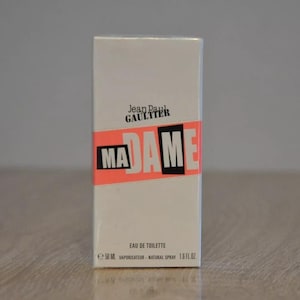 Jean Paul
GAULTIER
MADAME
EAU DE TOILETTE
℮ 50 ML VAPORISATEUR - NATURAL SPRAY 1.6 FL.OZ